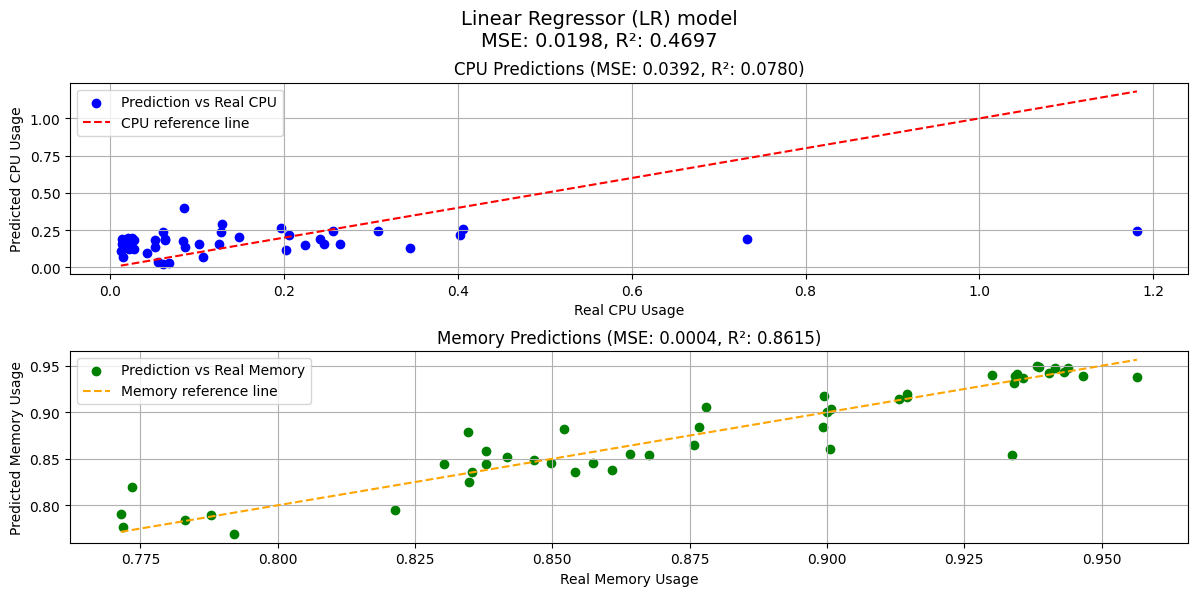 Linear Regressor (LR) model
MSE: 0.0198, R²: 0.4697
CPU Predictions (MSE: 0.0392, R²: 0.0780)
Prediction vs Real CPU
CPU reference line
Predicted CPU Usage
1.00
0.75
0.50
0.25
0.00
0.0 0.2 0.4 0.6 0.8 1.0 1.2
Real CPU Usage
Memory Predictions (MSE: 0.0004, R²: 0.8615)
Prediction vs Real Memory
Memory reference line
Predicted Memory Usage
0.95
0.90
0.85
0.80
0.775 0.800 0.825 0.850 0.875 0.900 0.925 0.950
Real Memory Usage